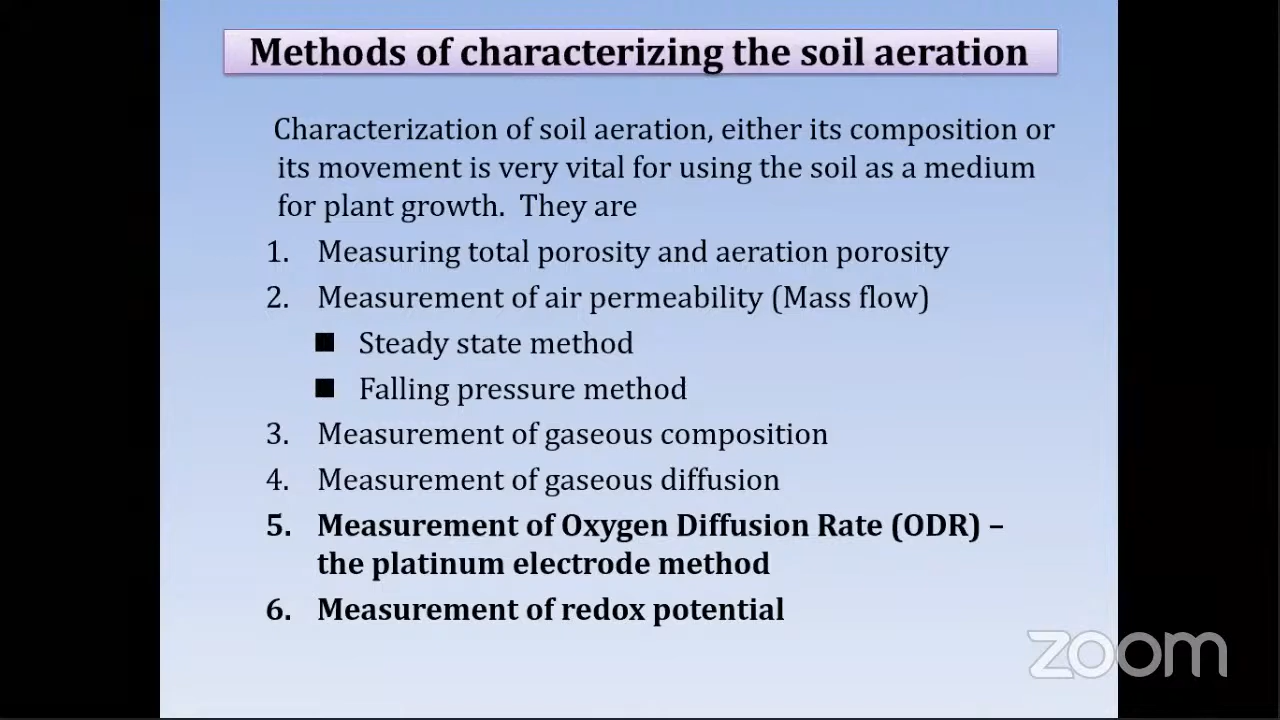 Methods of characterizing the soil aeration
Characterization of soil aeration, either its composition or
its movement is very vital for using the soil as a medium
for plant growth. They are
1. Measuring total porosity and aeration porosity
2. Measurement of air permeability (Mass flow)
■ Steady state method
■ Falling pressure method
3. Measurement of gaseous composition
4. Measurement of gaseous diffusion
5. Measurement of Oxygen Diffusion Rate (ODR) –
the platinum electrode method
6. Measurement of redox potential
zoom